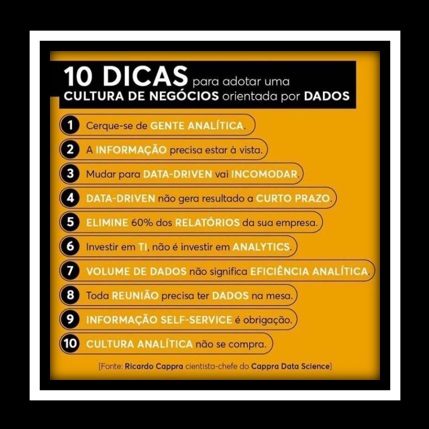 10 DICAS para adotar uma
CULTURA DE NEGÓCIOS orientada por DADOS
1 Cerque-se de GENTE ANALÍTICA.
2 A INFORMAÇÃO precisa estar à vista.
3 Mudar para DATA-DRIVEN vai INCOMODAR.
4 DATA-DRIVEN não gera resultado a CURTO PRAZO.
5 ELIMINE 60% dos RELATÓRIOS da sua empresa.
6 Investir em TI, não é investir em ANALYTICS.
7 VOLUME DE DADOS não significa EFICIÊNCIA ANALÍTICA.
8 Toda REUNIÃO precisa ter DADOS na mesa.
9 INFORMAÇÃO SELF-SERVICE é obrigação.
10 CULTURA ANALÍTICA não se compra.
[Fonte: Ricardo Cappra cientista-chefe do Cappra Data Science]